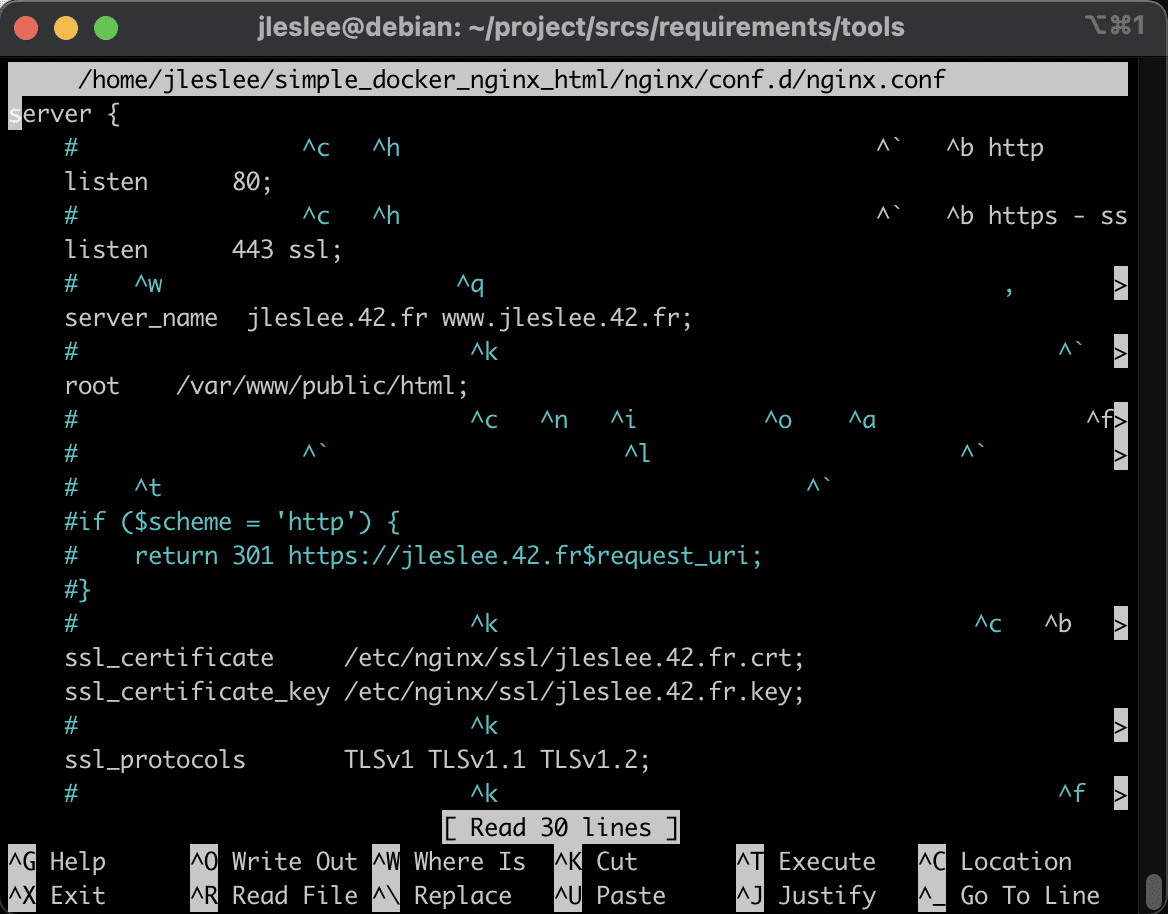 jleslee@debian: ~/project/srcs/requirements/tools ⌥⌘1
/home/jleslee/simple_docker_nginx_html/nginx/conf.d/nginx.conf
server {
# ^c ^h ^` ^b http
listen 80;
# ^c ^h ^` ^b https - ss
listen 443 ssl;
# ^w ^q , >
server_name jleslee.42.fr www.jleslee.42.fr;
# ^k ^` >
root /var/www/public/html;
# ^c ^n ^i ^o ^a ^f>
# ^` ^l ^` >
# ^t ^`
#if ($scheme = 'http') {
# return 301 https://jleslee.42.fr$request_uri;
#}
# ^k ^c ^b >
ssl_certificate /etc/nginx/ssl/jleslee.42.fr.crt;
ssl_certificate_key /etc/nginx/ssl/jleslee.42.fr.key;
# ^k >
ssl_protocols TLSv1 TLSv1.1 TLSv1.2;
# ^k ^f >
[ Read 30 lines ]
^G Help ^O Write Out ^W Where Is ^K Cut ^T Execute ^C Location
^X Exit ^R Read File ^\ Replace ^U Paste ^J Justify ^_ Go To Line